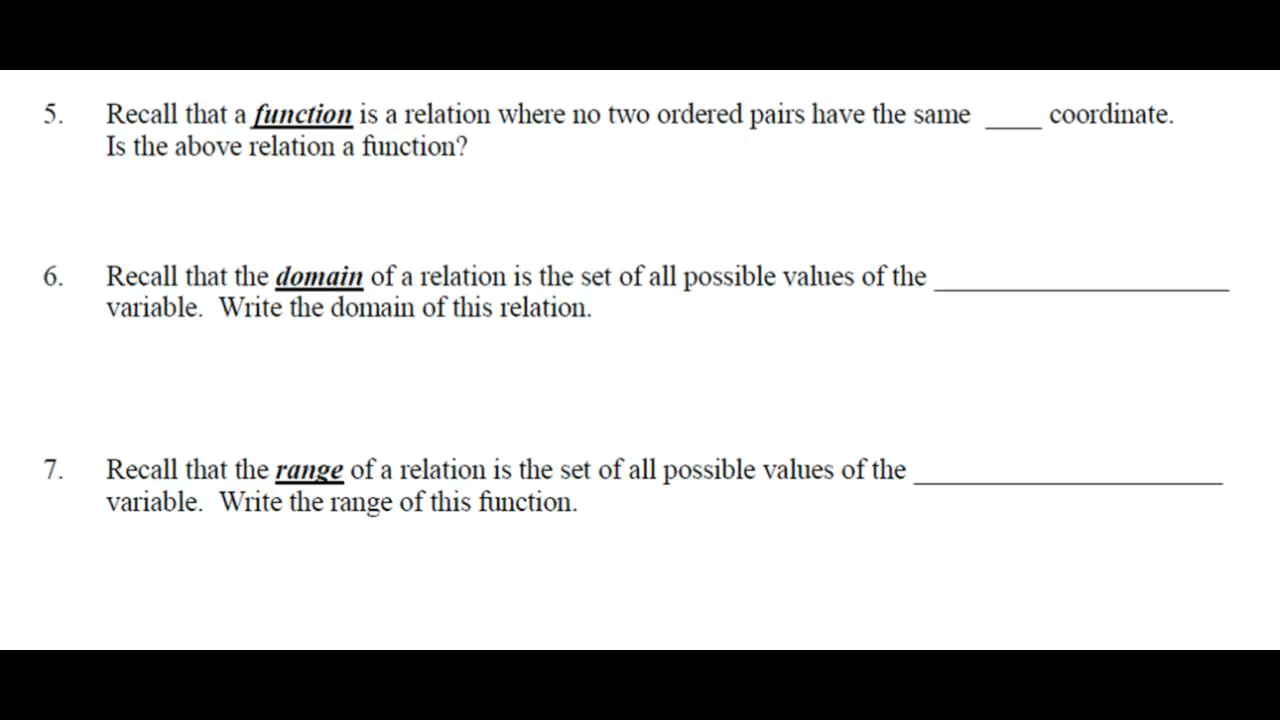 5. Recall that a function is a relation where no two ordered pairs have the same ____ coordinate.
Is the above relation a function?
6. Recall that the domain of a relation is the set of all possible values of the _____________________
variable. Write the domain of this relation.
7. Recall that the range of a relation is the set of all possible values of the ______________________
variable. Write the range of this function.